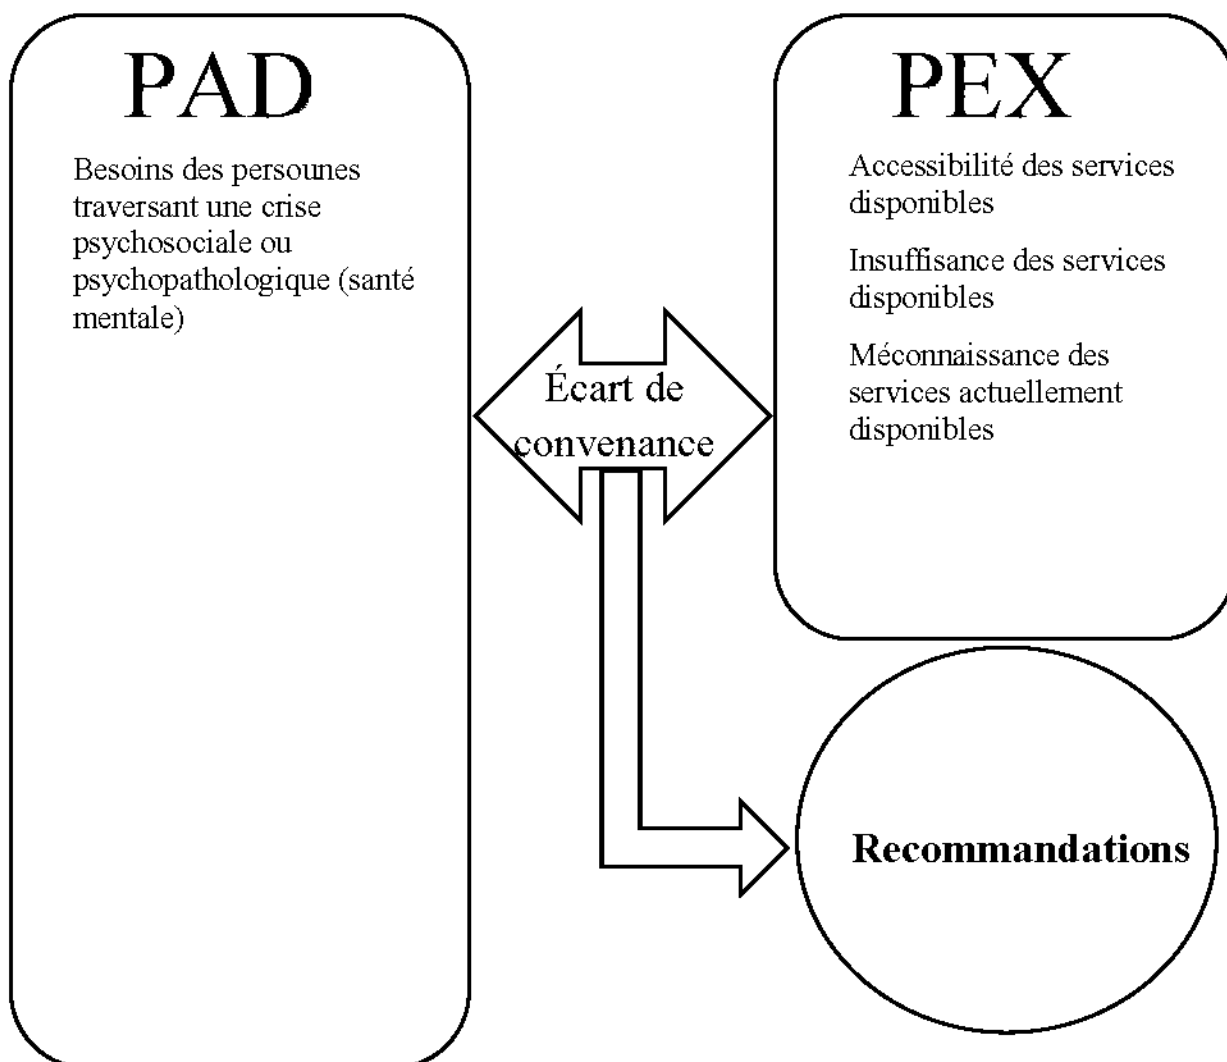 PAD
Besoins des persounes
traversant une crise
psychosociale ou
psychopathologique (santé
mentale)
Écart de
convenance
PEX
Accessibilité des services
disponibles
Insuffisance des services
disponibles
Méconnaissance des
services actuellement
disponibles
Recommandations